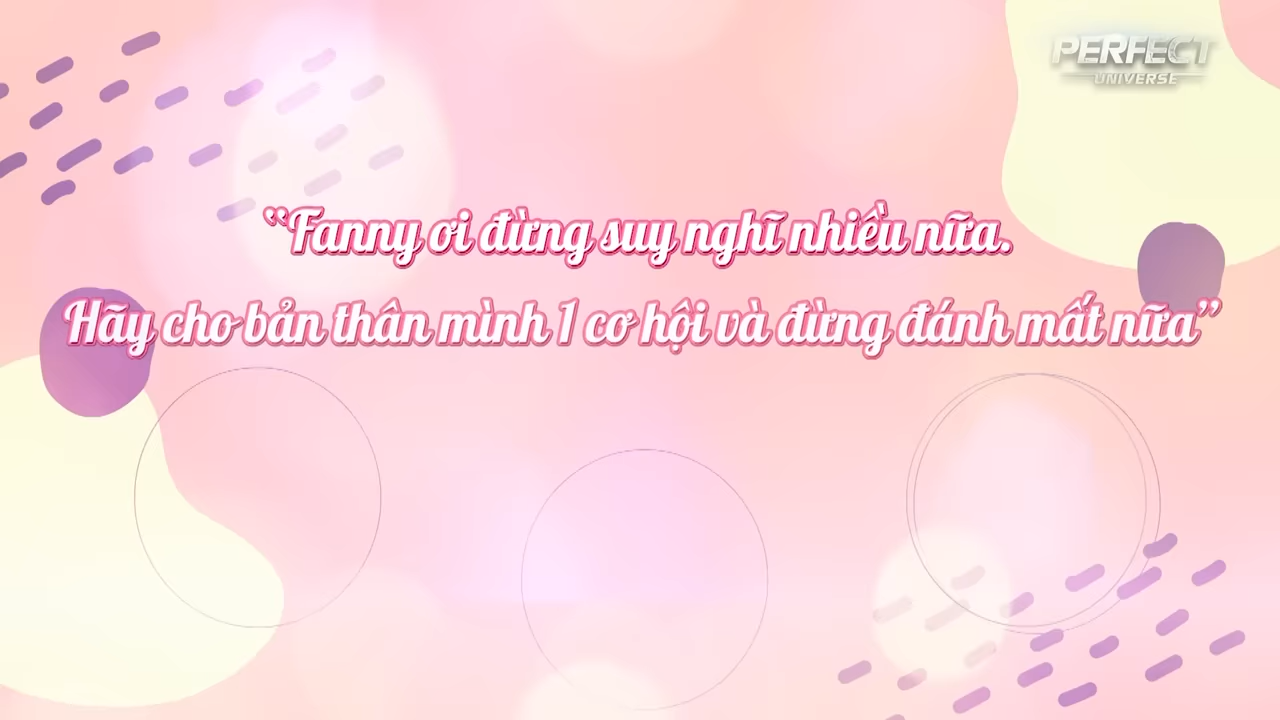 PERFECT
UNIVERSE
“Fanny ơi đừng suy nghĩ nhiều nữa.
Hãy cho bản thân mình 1 cơ hội và đừng đánh mất nữa”